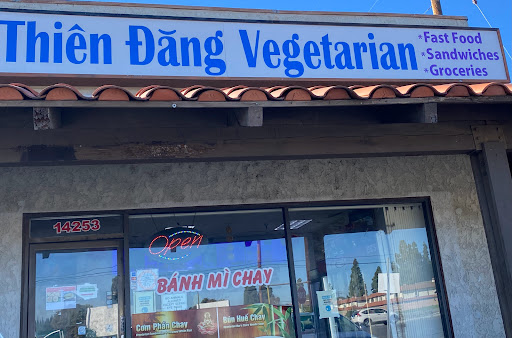 Thiên Đăng Vegetarian
*Fast Food
*Sandwiches
*Groceries
14253
Open
BÁNH MÌ CHAY
Cơm Phần Chay
Bún Huế Chay